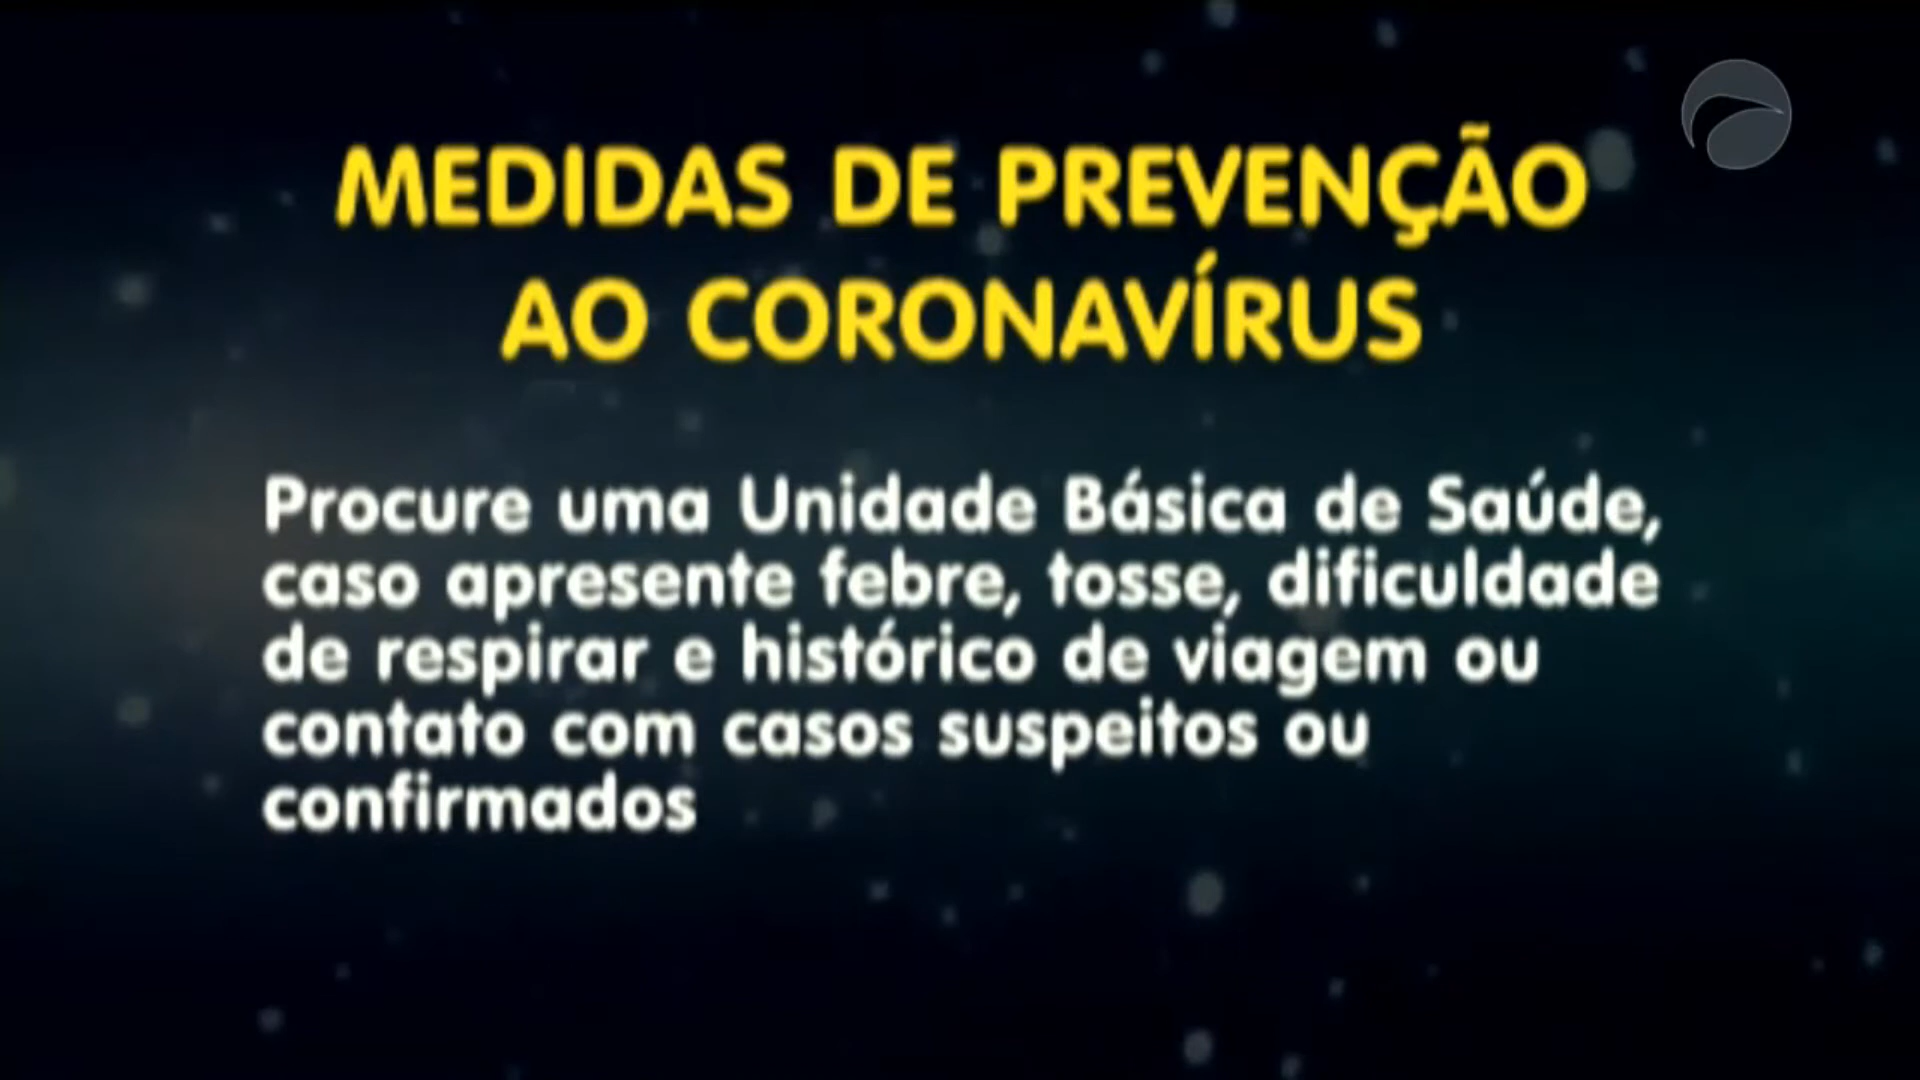 MEDIDAS DE PREVENÇÃO
AO CORONAVÍRUS
Procure uma Unidade Básica de Saúde,
caso apresente febre, tosse, dificuldade
de respirar e histórico de viagem ou
contato com casos suspeitos ou
confirmados